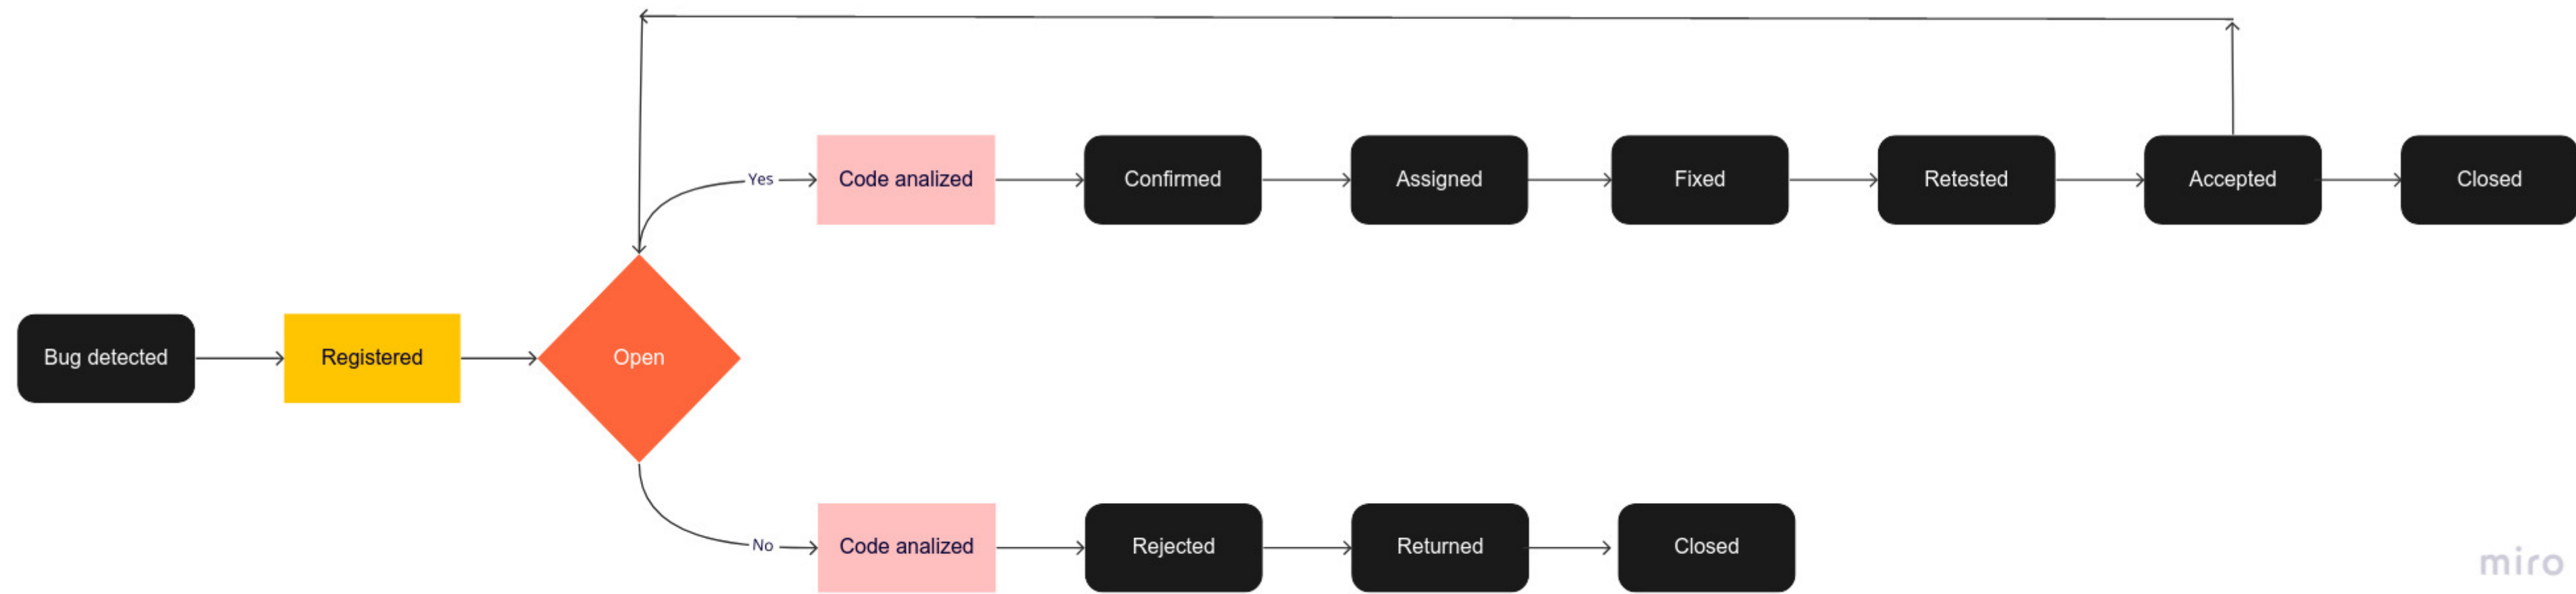 Yes
Code analized
Confirmed
Assigned
Fixed
Retested
Accepted
Closed
Bug detected
Registered
Open
No
Code analized
Rejected
Returned
Closed
miro